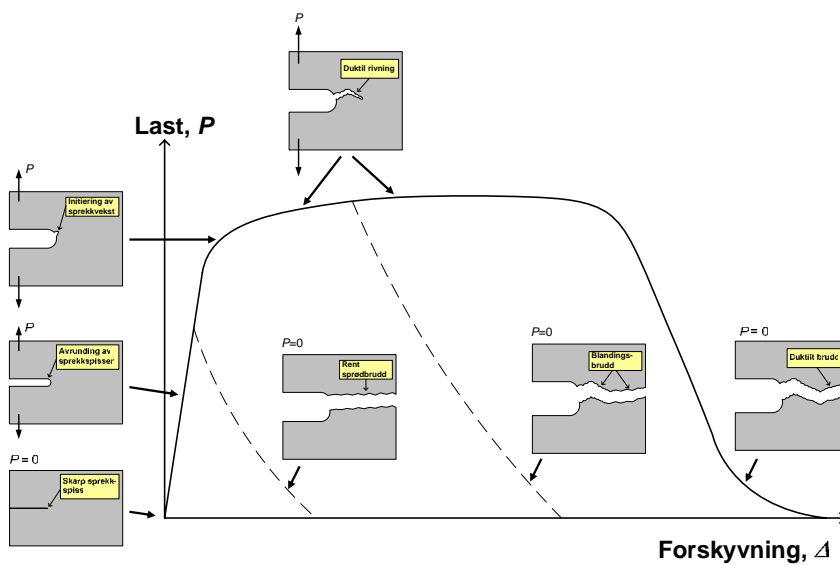 P
Duktil rivning
Last, P
P
Initiering av
sprekkvekst
P
Avrunding av
sprekkspisser
P=0
Rent
sprødbrudd
P=0
Blandings-
brudd
P = 0
Duktilt brudd
P = 0
Skarp sprekk-
spiss
Forskyvning, Δ